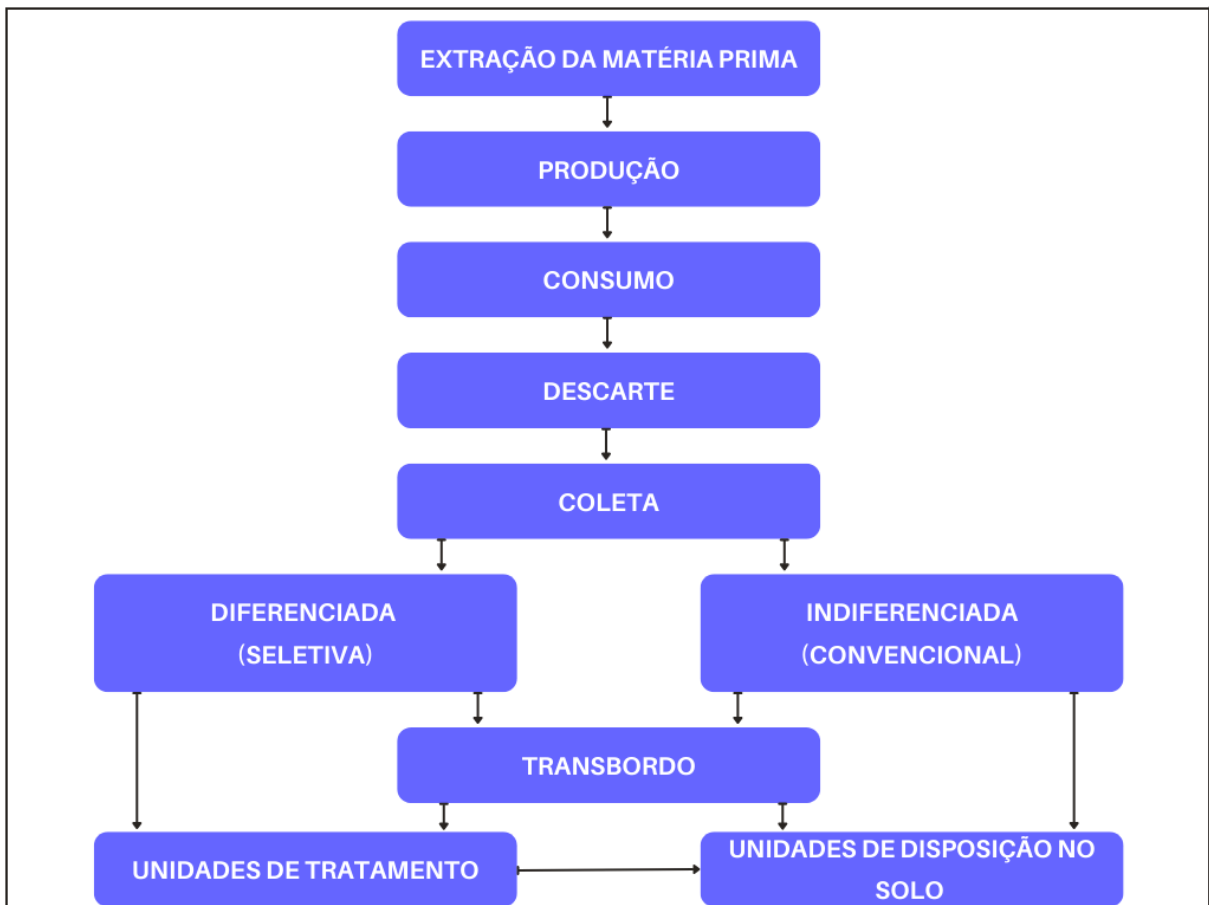 EXTRAÇÃO DA MATÉRIA PRIMA
PRODUÇÃO
CONSUMO
DESCARTE
COLETA
DIFERENCIADA
(SELETIVA)
INDIFERENCIADA
(CONVENCIONAL)
TRANSBORDO
UNIDADES DE TRATAMENTO
UNIDADES DE DISPOSIÇÃO NO
SOLO